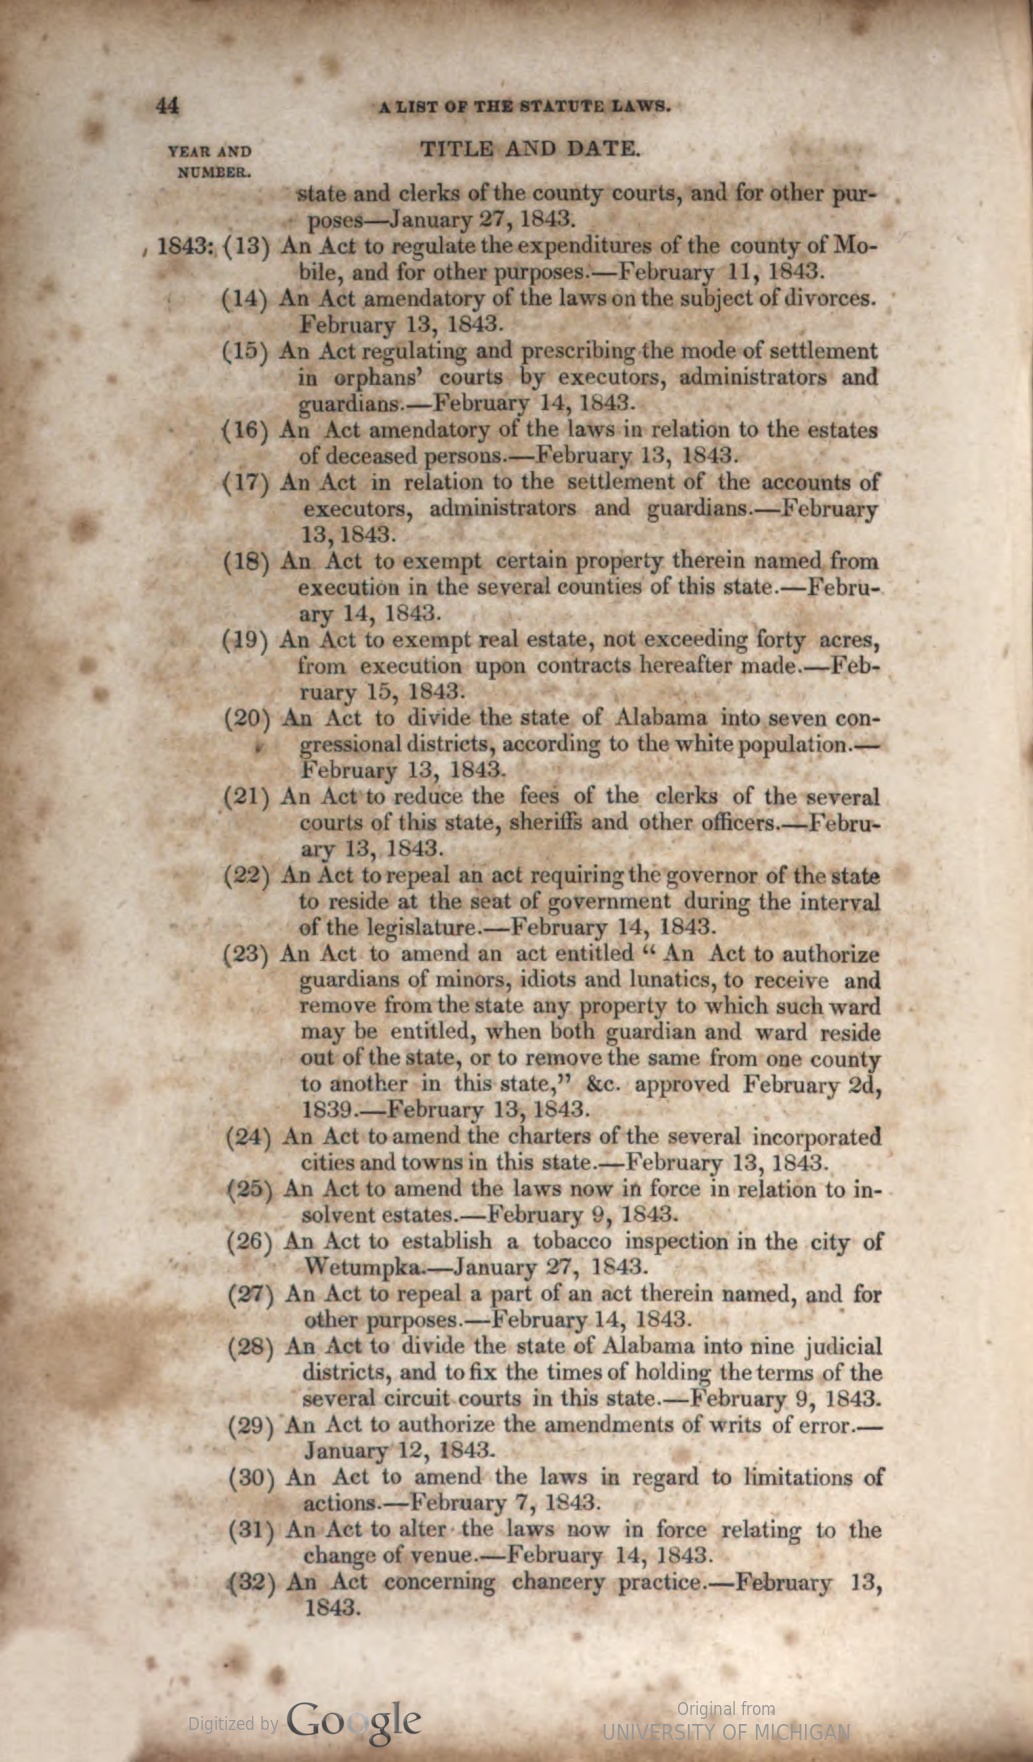 44
A LIST OF THE STATUTE LAWS.
YEAR AND
NUMBER.
TITLE AND DATE.
state and clerks of the county courts, and for other pur-
poses—January 27, 1843.
1843: (13) An Act to regulate the expenditures of the county of Mo-
bile, and for other purposes.—February 11, 1843.
(14) An Act amendatory of the laws on the subject of divorces.
February 13, 1843.
(15) An Act regulating and prescribing the mode of settlement
in orphans' courts by executors, administrators and
guardians.—February 14, 1843.
(16) An Act amendatory of the laws in relation to the estates
of deceased persons.—February 13, 1843.
(17) An Act in relation to the settlement of the accounts of
executors, administrators and guardians.—February
13, 1843.
(18) An Act to exempt certain property therein named from
execution in the several counties of this state.—Febru-
ary 14, 1843.
(19) An Act to exempt real estate, not exceeding forty acres,
from execution upon contracts hereafter made.—Feb-
ruary 15, 1843.
(20) An Act to divide the state of Alabama into seven con-
gressional districts, according to the white population.—
February 13, 1843.
(21) An Act to reduce the fees of the clerks of the several
courts of this state, sheriffs and other officers.—Febru-
ary 13, 1843.
(22) An Act to repeal an act requiring the governor of the state
to reside at the seat of government during the interval
of the legislature.—February 14, 1843.
(23) An Act to amend an act entitled “ An Act to authorize
guardians of minors, idiots and lunatics, to receive and
remove from the state any property to which such ward
may be entitled, when both guardian and ward reside
out of the state, or to remove the same from one county
to another in this state,” &c. approved February 2d,
1839.—February 13, 1843.
(24) An Act to amend the charters of the several incorporated
cities and towns in this state.—February 13, 1843.
(25) An Act to amend the laws now in force in relation to in-
solvent estates.—February 9, 1843.
(26) An Act to establish a tobacco inspection in the city of
Wetumpka.—January 27, 1843.
(27) An Act to repeal a part of an act therein named, and for
other purposes.—February 14, 1843.
(28) An Act to divide the state of Alabama into nine judicial
districts, and to fix the times of holding the terms of the
several circuit courts in this state.—February 9, 1843.
(29) An Act to authorize the amendments of writs of error.—
January 12, 1843.
(30) An Act to amend the laws in regard to limitations of
actions.—February 7, 1843.
(31) An Act to alter the laws now in force relating to the
change of venue.—February 14, 1843.
(32) An Act concerning chancery practice.—February 13,
1843.
Digitized by Google
Original from
UNIVERSITY OF MICHIGAN